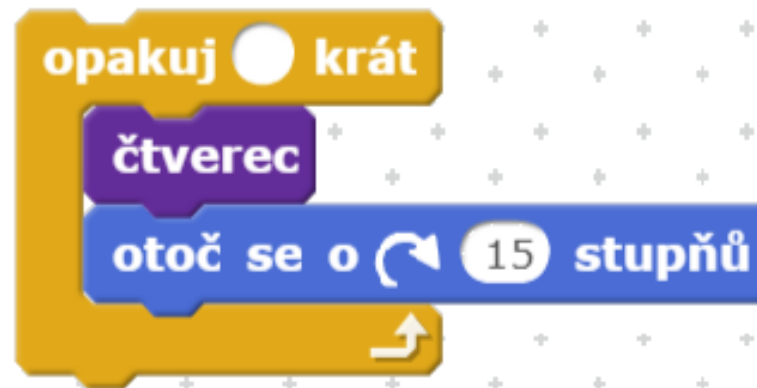 opakuj krát
čtverec
otoč se o 15 stupňů